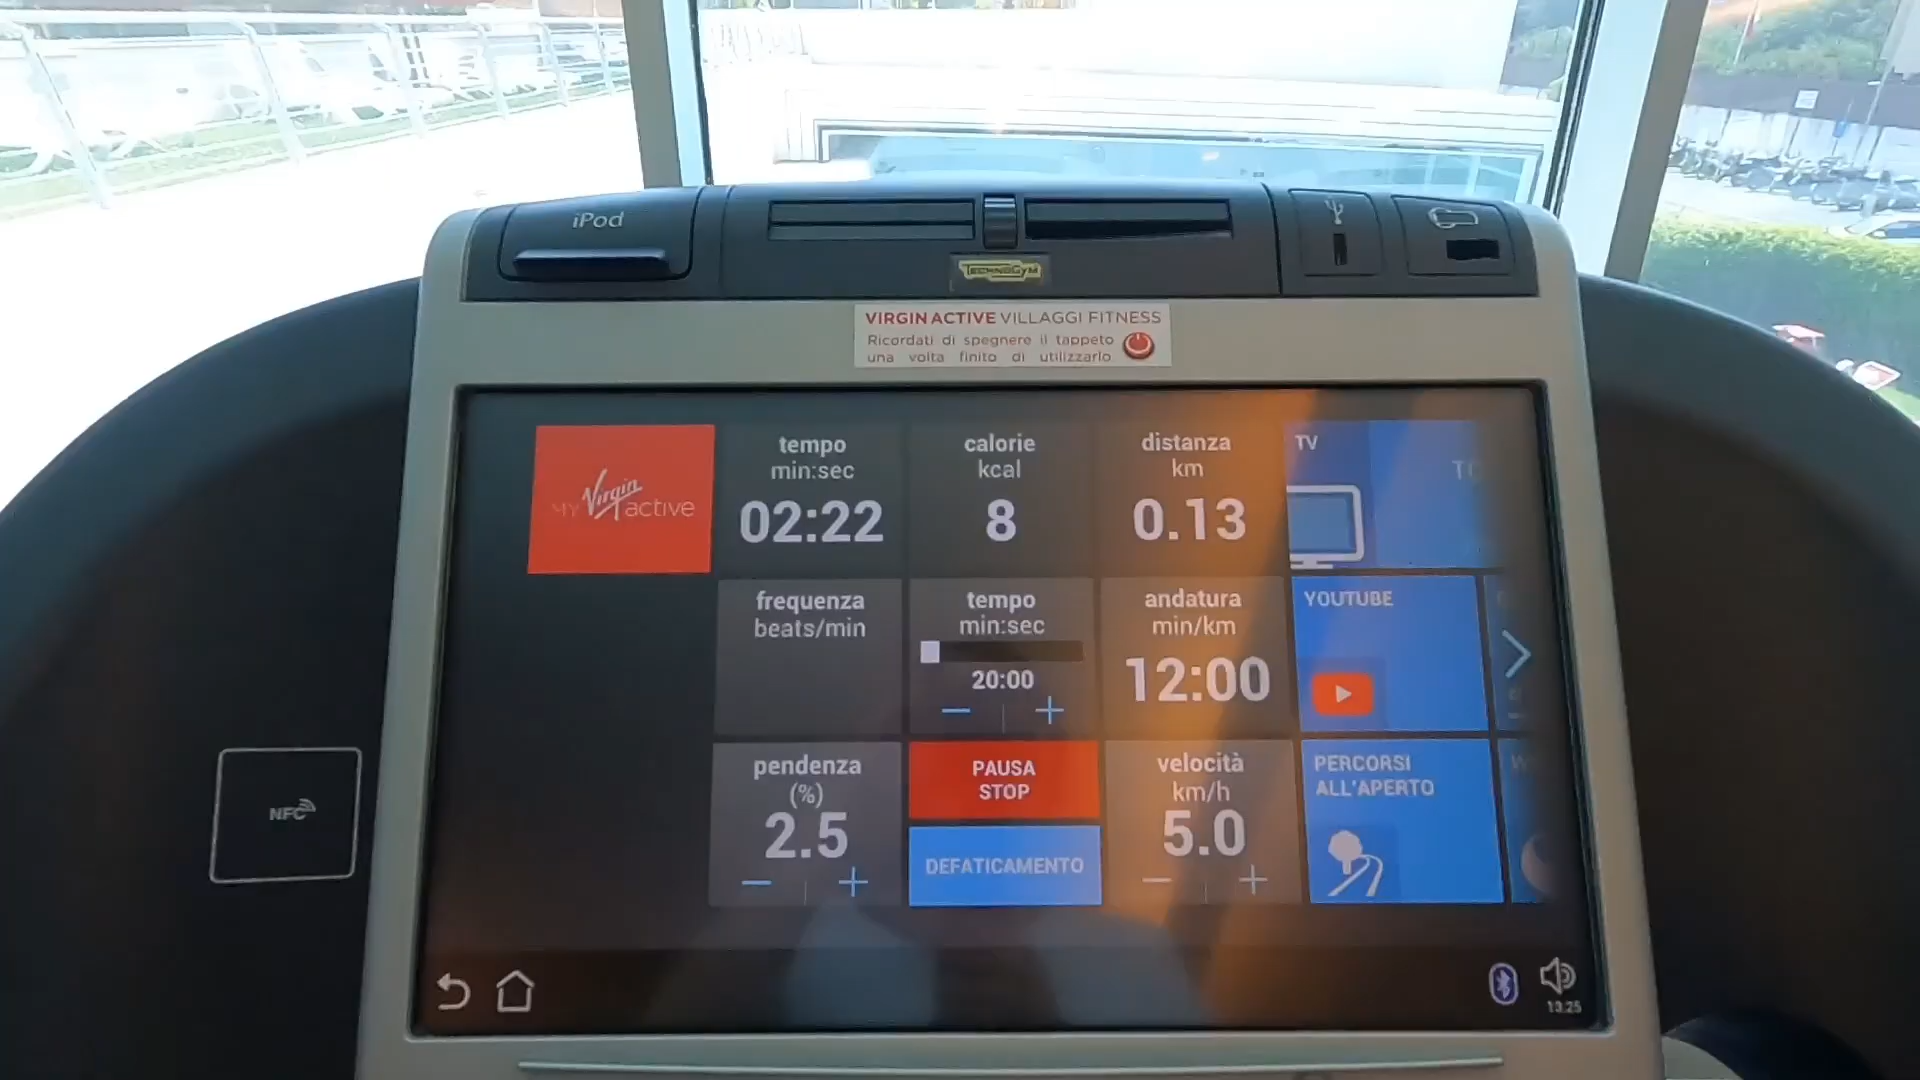 iPod
TECHNOGYM
VIRGIN ACTIVE VILLAGGI FITNESS
Ricordati di spegnere il tappeto
una volta finito di utilizzarlo
MY Virgin active
tempo
min:sec
02:22
calorie
kcal
8
distanza
km
0.13
TV
frequenza
beats/min
tempo
min:sec
20:00
− +
andatura
min/km
12:00
YOUTUBE
pendenza
(%)
2.5
− +
PAUSA
STOP
DEFATICAMENTO
velocità
km/h
5.0
− +
PERCORSI
ALL'APERTO
NFC
13:25